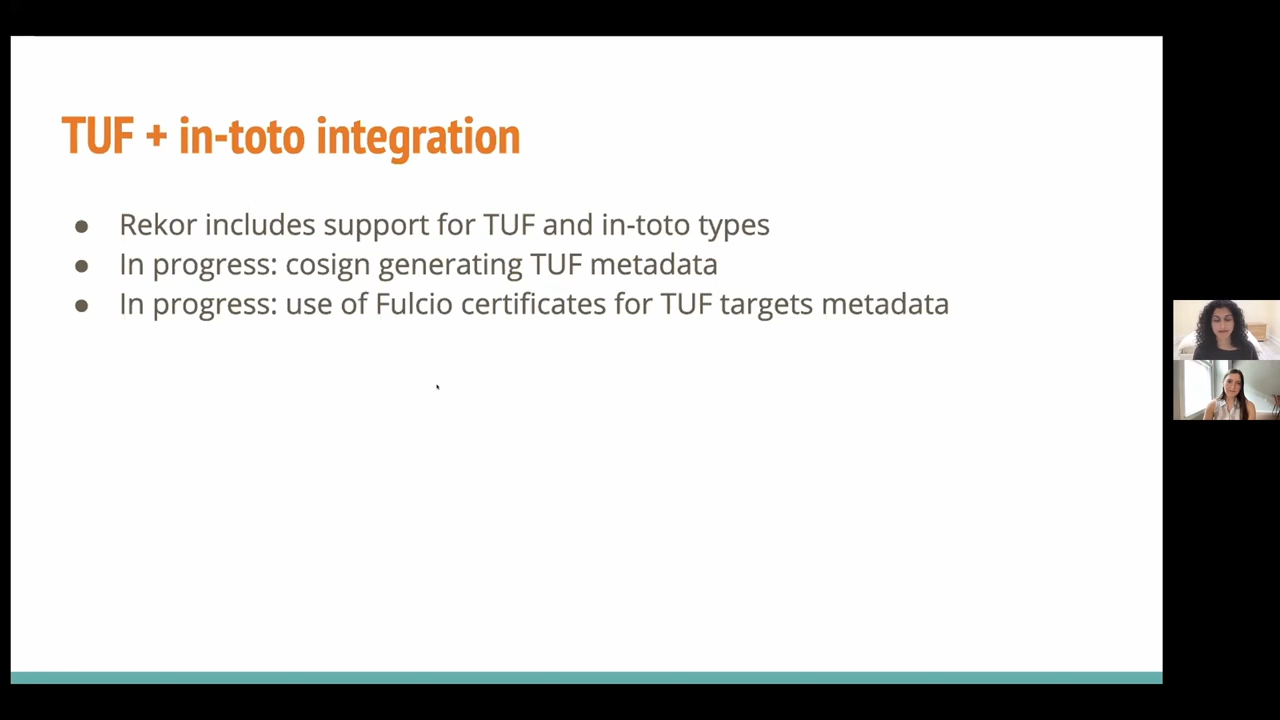 TUF + in-toto integration
● Rekor includes support for TUF and in-toto types
● In progress: cosign generating TUF metadata
● In progress: use of Fulcio certificates for TUF targets metadata